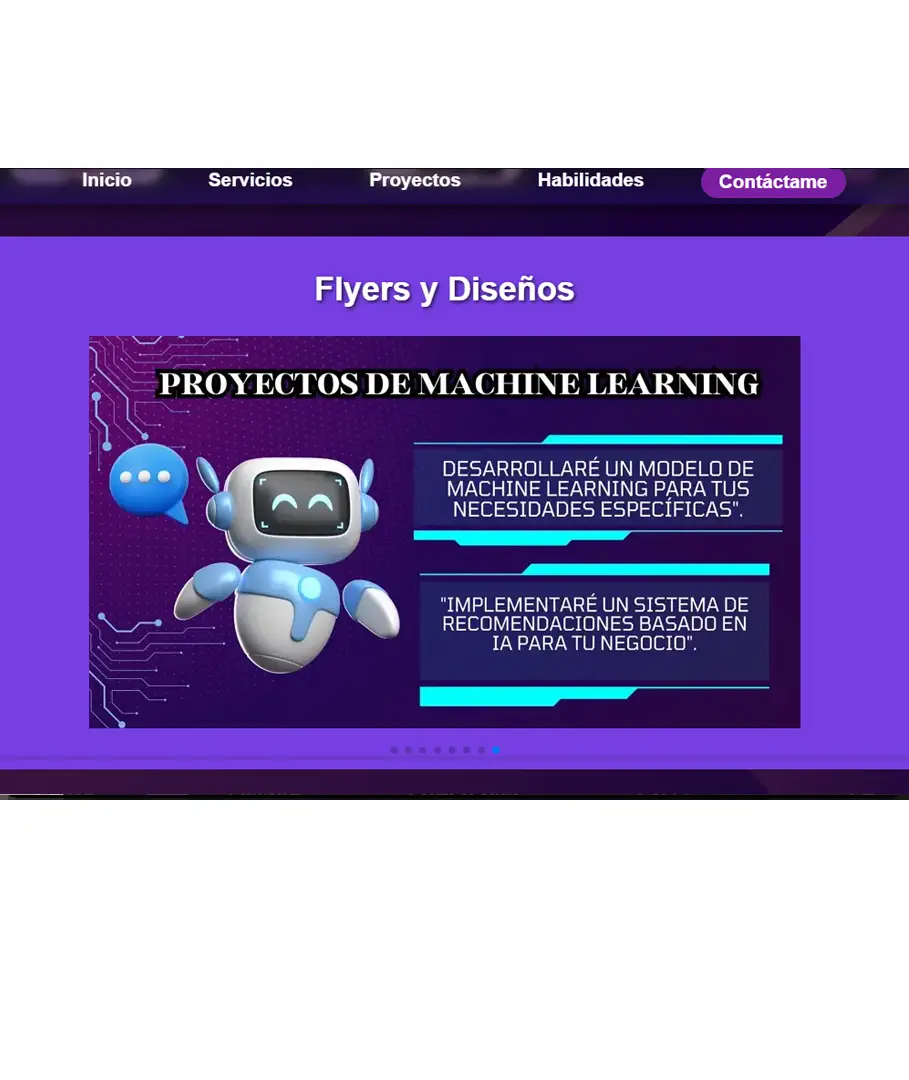 Inicio Servicios Proyectos Habilidades Contáctame
Flyers y Diseños
PROYECTOS DE MACHINE LEARNING
DESARROLLARÉ UN MODELO DE
MACHINE LEARNING PARA TUS
NECESIDADES ESPECÍFICAS".
"IMPLEMENTARÉ UN SISTEMA DE
RECOMENDACIONES BASADO EN
IA PARA TU NEGOCIO".